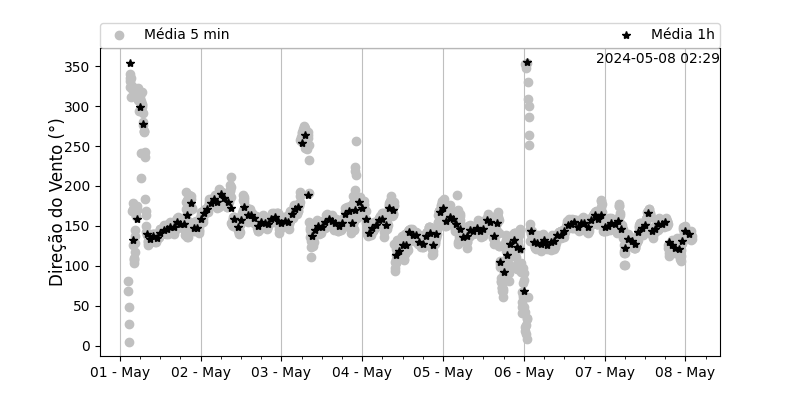 Média 5 min
Média 1h
2024-05-08 02:29
Direção do Vento (°)
350
300
250
200
150
100
50
0
01 - May
02 - May
03 - May
04 - May
05 - May
06 - May
07 - May
08 - May